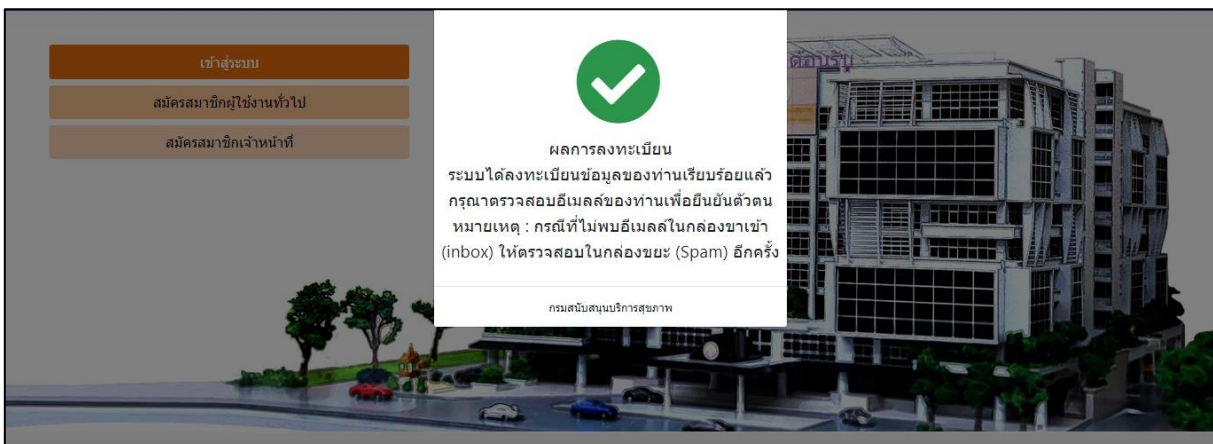 เข้าสู่ระบบ
สมัครสมาชิกผู้ใช้งานทั่วไป
สมัครสมาชิกเจ้าหน้าที่
ต้อนรับ
ผลการลงทะเบียน
ระบบได้ลงทะเบียนข้อมูลของท่านเรียบร้อยแล้ว
กรุณาตรวจสอบอีเมลล์ของท่านเพื่อยืนยันตัวตน
หมายเหตุ : กรณีที่ไม่พบอีเมลล์ในกล่องขาเข้า
(inbox) ให้ตรวจสอบในกล่องขยะ (Spam) อีกครั้ง
กรมสนับสนุนบริการสุขภาพ